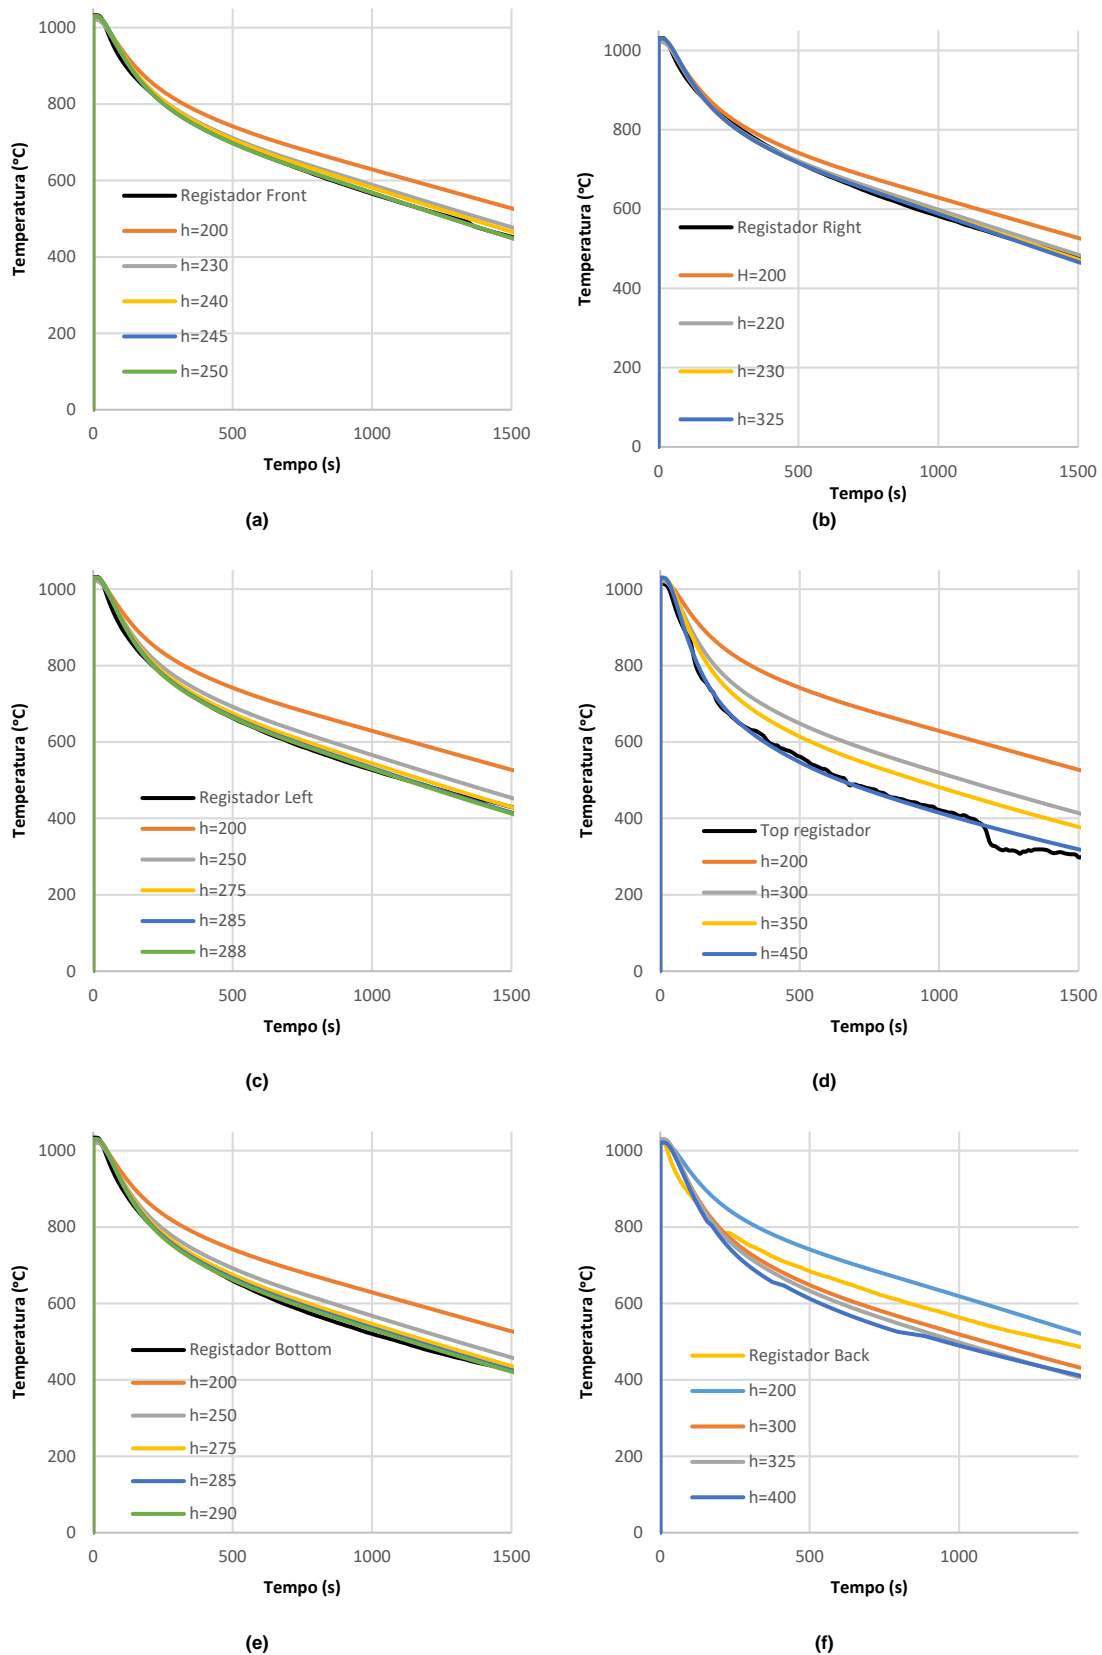 1000
800
600
400
200
0
Temperatura (°C)
Registador Front
h=200
h=230
h=240
h=245
h=250
0 500 1000 1500
Tempo (s)
(a)
1000
800
600
400
200
0
Temperatura (°C)
Registador Right
H=200
h=220
h=230
h=325
0 500 1000 1500
Tempo (s)
(b)
1000
800
600
400
200
0
Temperatura (°C)
Registador Left
h=200
h=250
h=275
h=285
h=288
0 500 1000 1500
Tempo (s)
(c)
1000
800
600
400
200
0
Temperatura (°C)
Top registador
h=200
h=300
h=350
h=450
0 500 1000 1500
Tempo (s)
(d)
1000
800
600
400
200
0
Temperatura (°C)
Registador Bottom
h=200
h=250
h=275
h=285
h=290
0 500 1000 1500
Tempo (s)
(e)
1000
800
600
400
200
0
Temperatura (°C)
Registador Back
h=200
h=300
h=325
h=400
0 500 1000
Tempo (s)
(f)